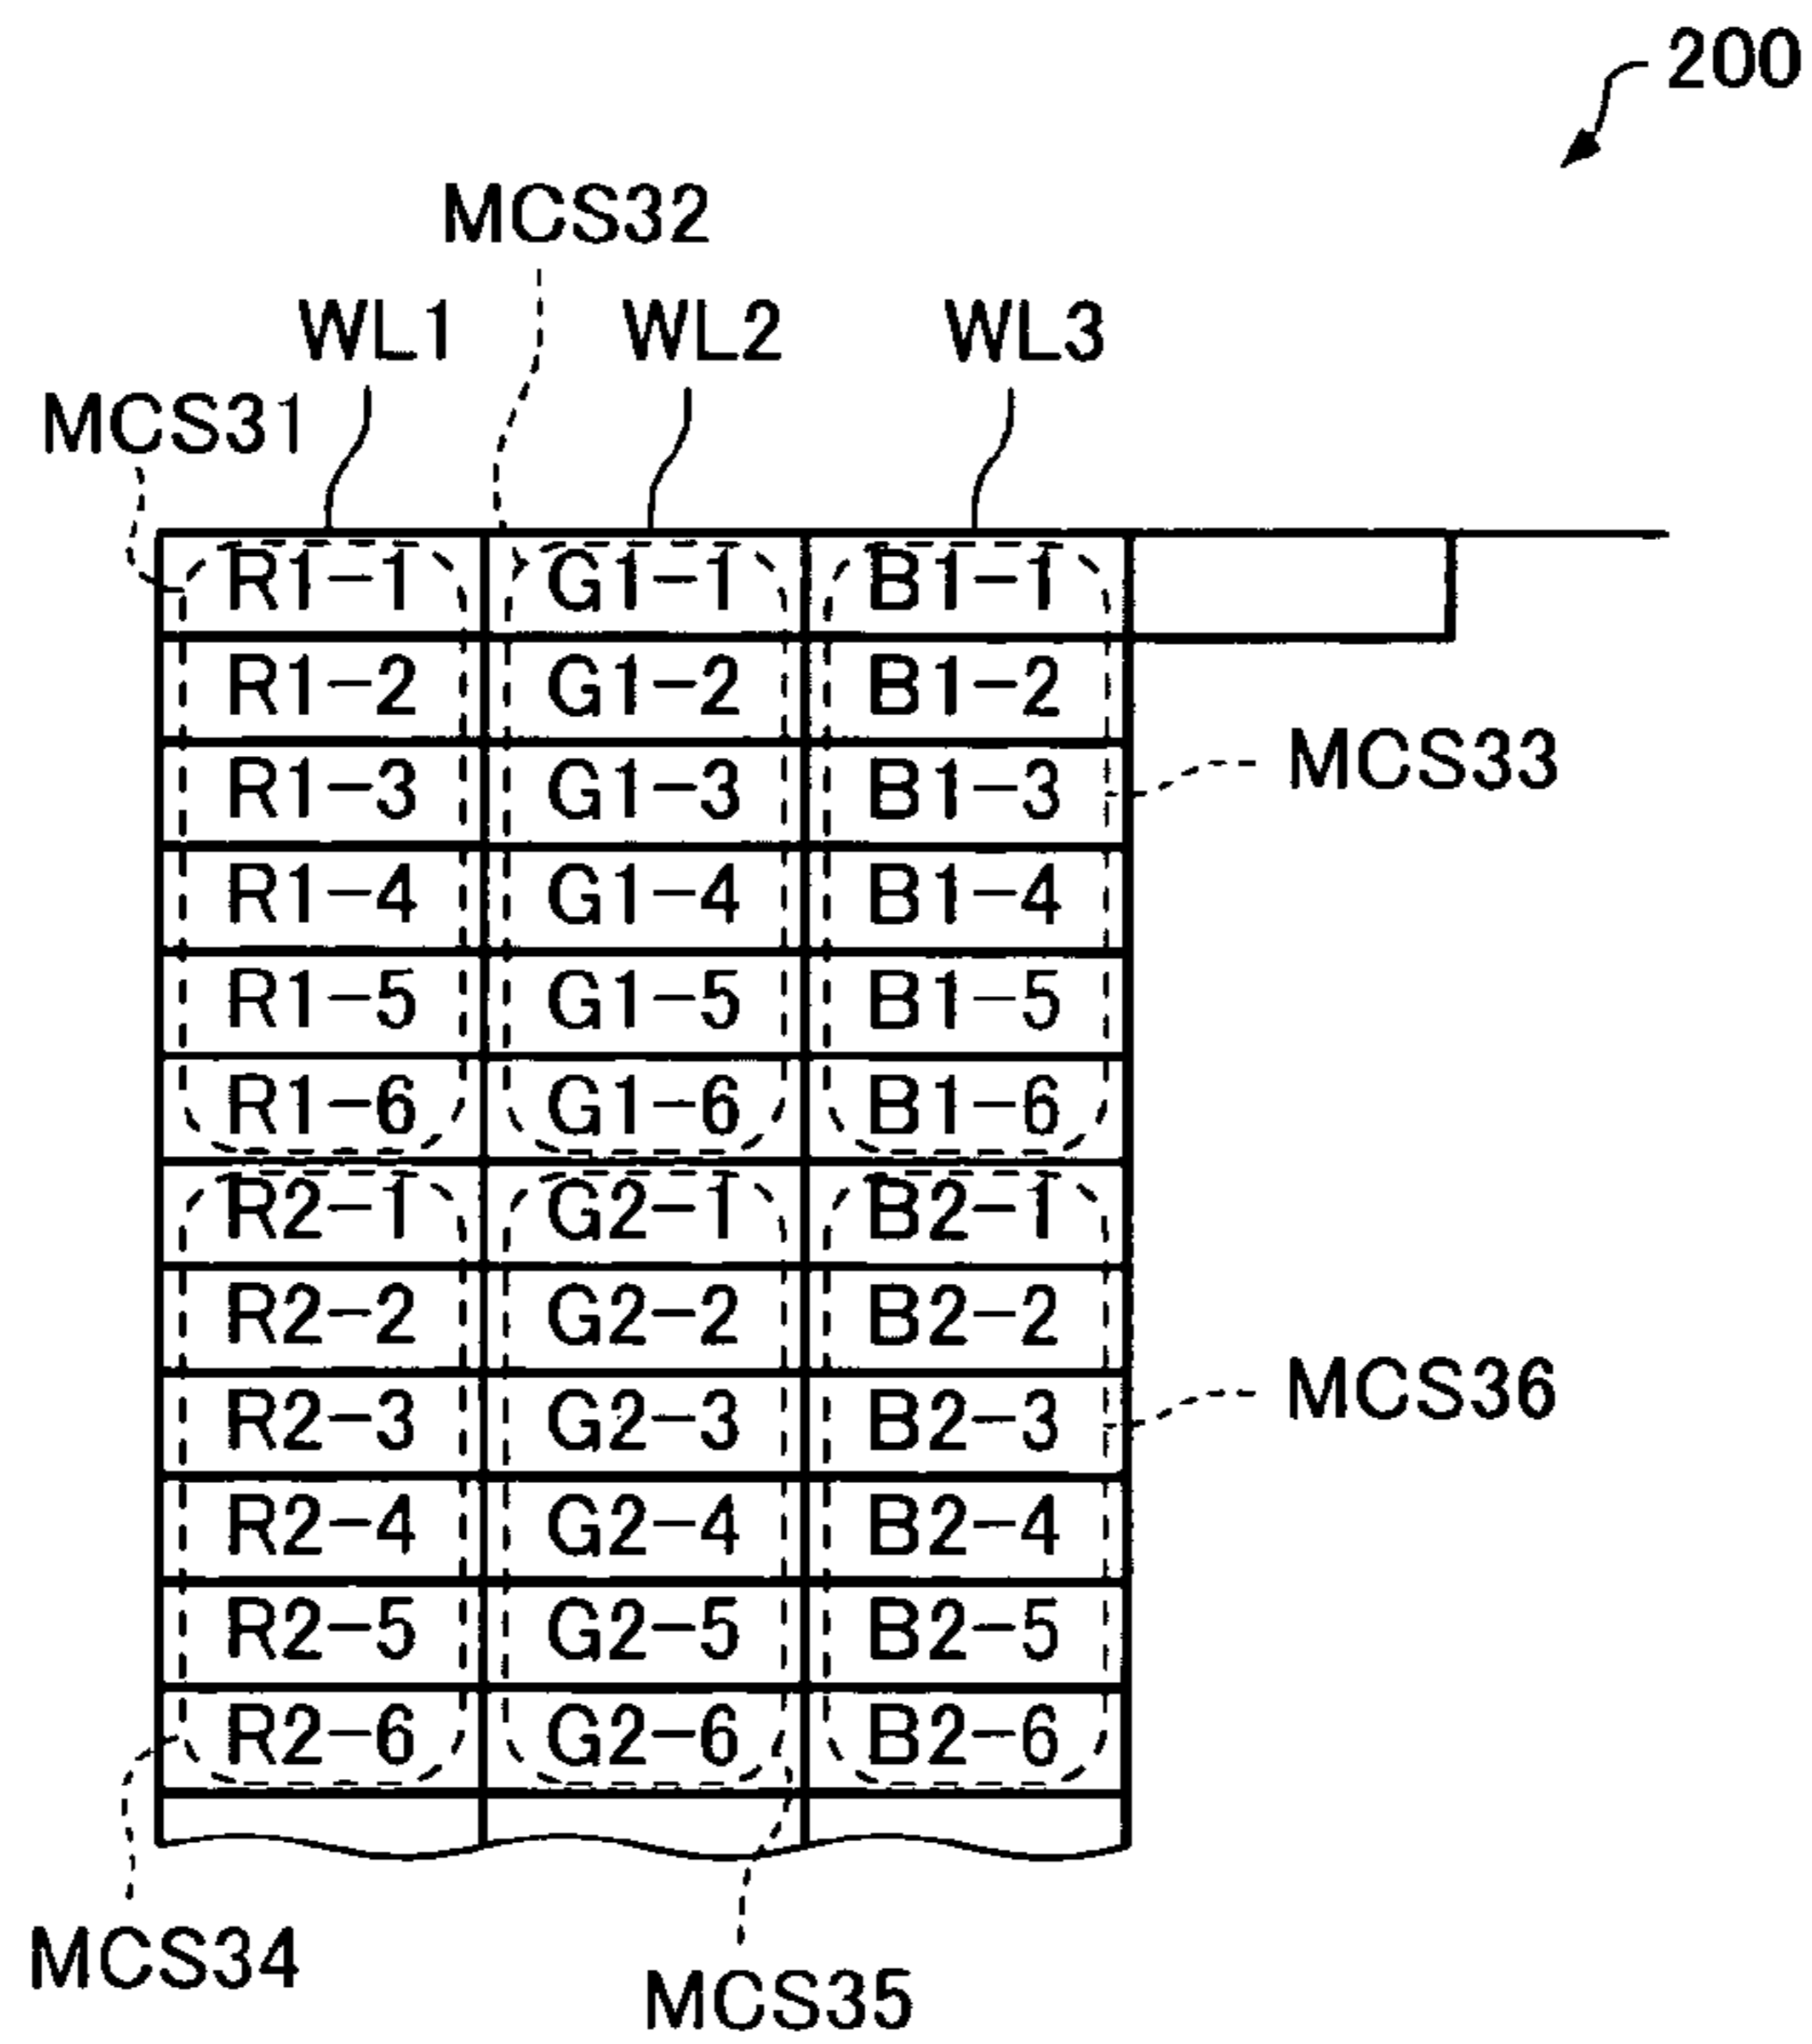 200
MCS32
WL1 WL2 WL3
MCS31
R1-1 G1-1 B1-1
R1-2 G1-2 B1-2
MCS33
R1-3 G1-3 B1-3
R1-4 G1-4 B1-4
R1-5 G1-5 B1-5
R1-6 G1-6 B1-6
R2-1 G2-1 B2-1
R2-2 G2-2 B2-2
MCS36
R2-3 G2-3 B2-3
R2-4 G2-4 B2-4
R2-5 G2-5 B2-5
R2-6 G2-6 B2-6
MCS34
MCS35